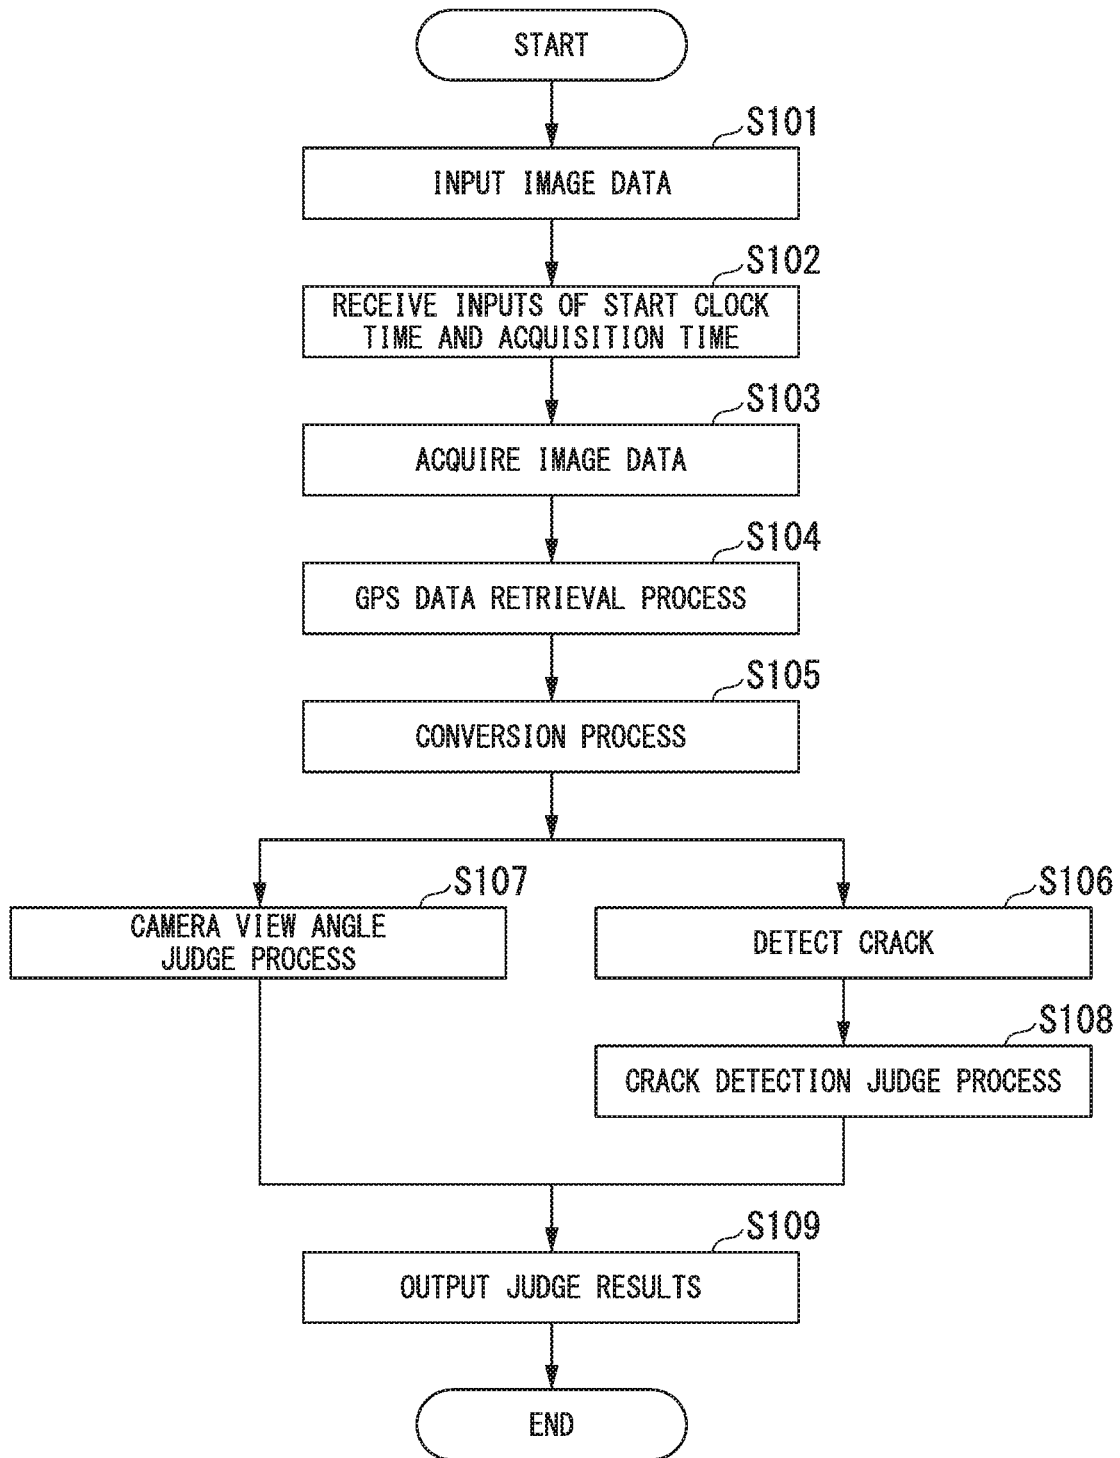 START
S101
INPUT IMAGE DATA
S102
RECEIVE INPUTS OF START CLOCK
TIME AND ACQUISITION TIME
S103
ACQUIRE IMAGE DATA
S104
GPS DATA RETRIEVAL PROCESS
S105
CONVERSION PROCESS
S107
CAMERA VIEW ANGLE
JUDGE PROCESS
S106
DETECT CRACK
S108
CRACK DETECTION JUDGE PROCESS
S109
OUTPUT JUDGE RESULTS
END